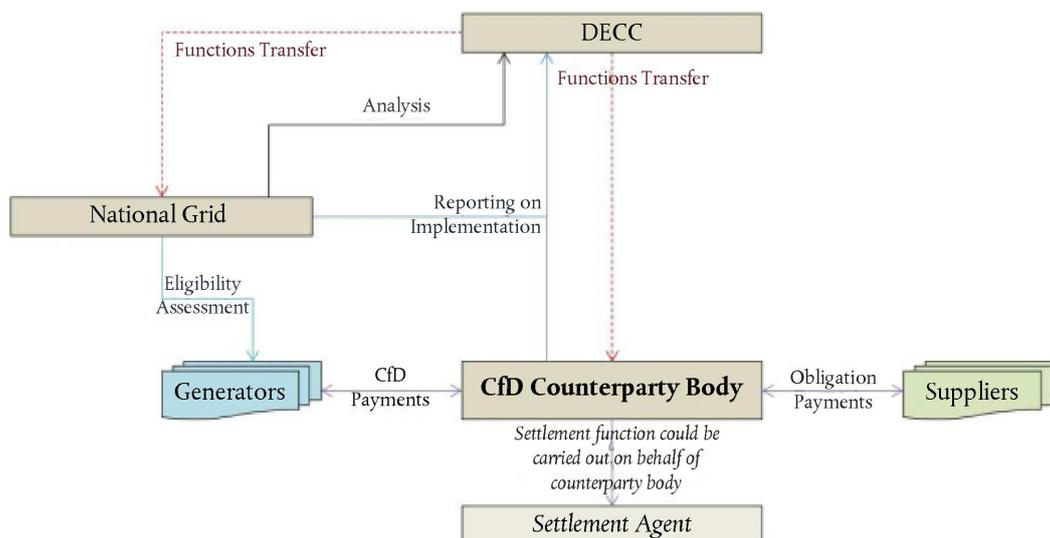 DECC
Functions Transfer
Functions Transfer
Analysis
National Grid
Reporting on
Implementation
Eligibility
Assessment
Generators
CfD
Payments
CfD Counterparty Body
Obligation
Payments
Suppliers
Settlement function could be
carried out on behalf of
counterparty body
Settlement Agent